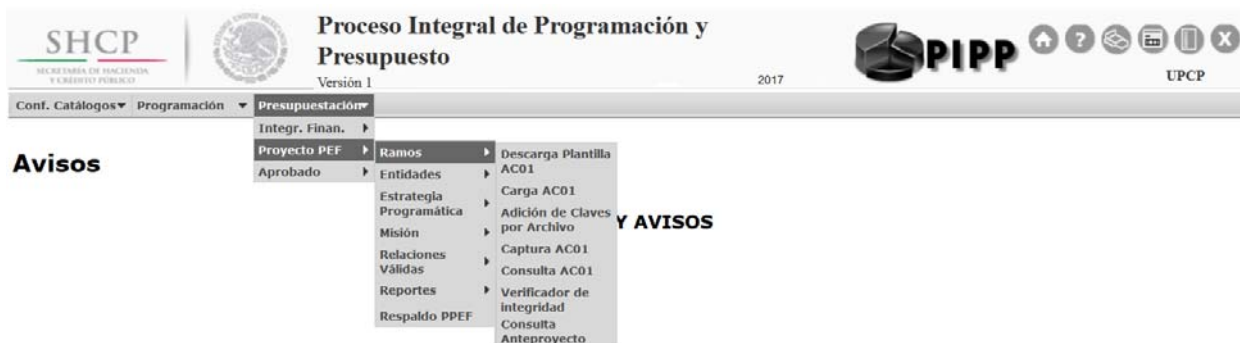 SHCP
SECRETARÍA DE HACIENDA
Y CRÉDITO PÚBLICO
Proceso Integral de Programación y
Presupuesto
Versión 1
2017
PIPP
UPCP
Conf. Catálogos Programación Presupuestación
Integr. Finan.
Proyecto PEF
Aprobado
Avisos
Ramos
Entidades
Estrategia
Programática
Misión
Relaciones
Válidas
Reportes
Respaldo PPEF
Descarga Plantilla
AC01
Carga AC01
Adición de Claves
por Archivo
Captura AC01
Consulta AC01
Verificador de
integridad
Consulta
Anteproyecto
Y AVISOS